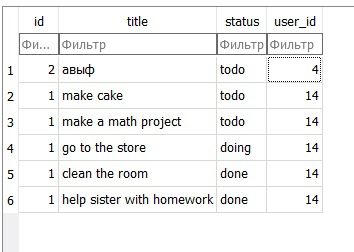 id title status user_id
Фи... Фильтр Фильтр Фильтр
1 2 авыф todo 4
2 1 make cake todo 14
3 1 make a math project todo 14
4 1 go to the store doing 14
5 1 clean the room done 14
6 1 help sister with homework done 14